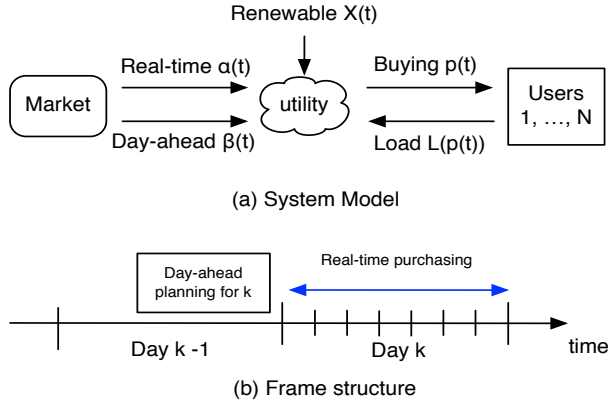 Renewable X(t)
Real-time α(t)
Buying p(t)
Market
utility
Users
1, ..., N
Day-ahead β(t)
Load L(p(t))
(a) System Model
Day-ahead
planning for k
Real-time purchasing
Day k -1
Day k
time
(b) Frame structure